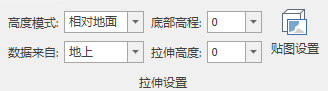 高度模式: 相对地面 底部高程: 0
数据来自: 地上 拉伸高度: 0
贴图设置
拉伸设置